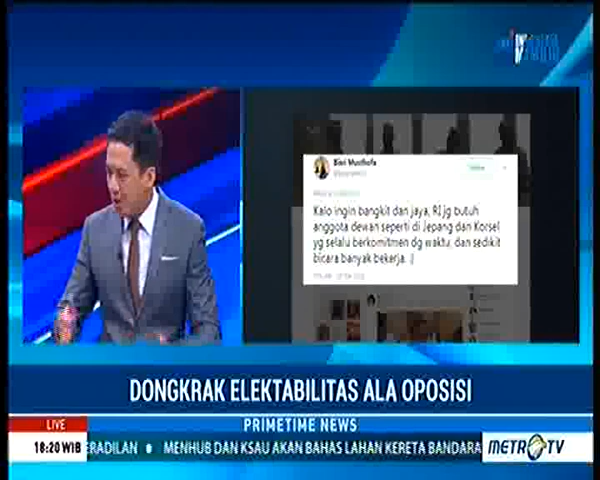 Bisri Musthofa
Kalo ingin bangkit dan jaya, RI jg butuh
anggota dewan seperti di Jepang dan Korsel
yg selalu berkomitmen dg waktu, dan sedikit
bicara banyak bekerja. :)
DONGKRAK ELEKTABILITAS ALA OPOSISI
LIVE
PRIMETIME NEWS
18:20 WIB
ERADILAN • MENHUB DAN KSAU AKAN BAHAS LAHAN KERETA BANDARA
METRO TV